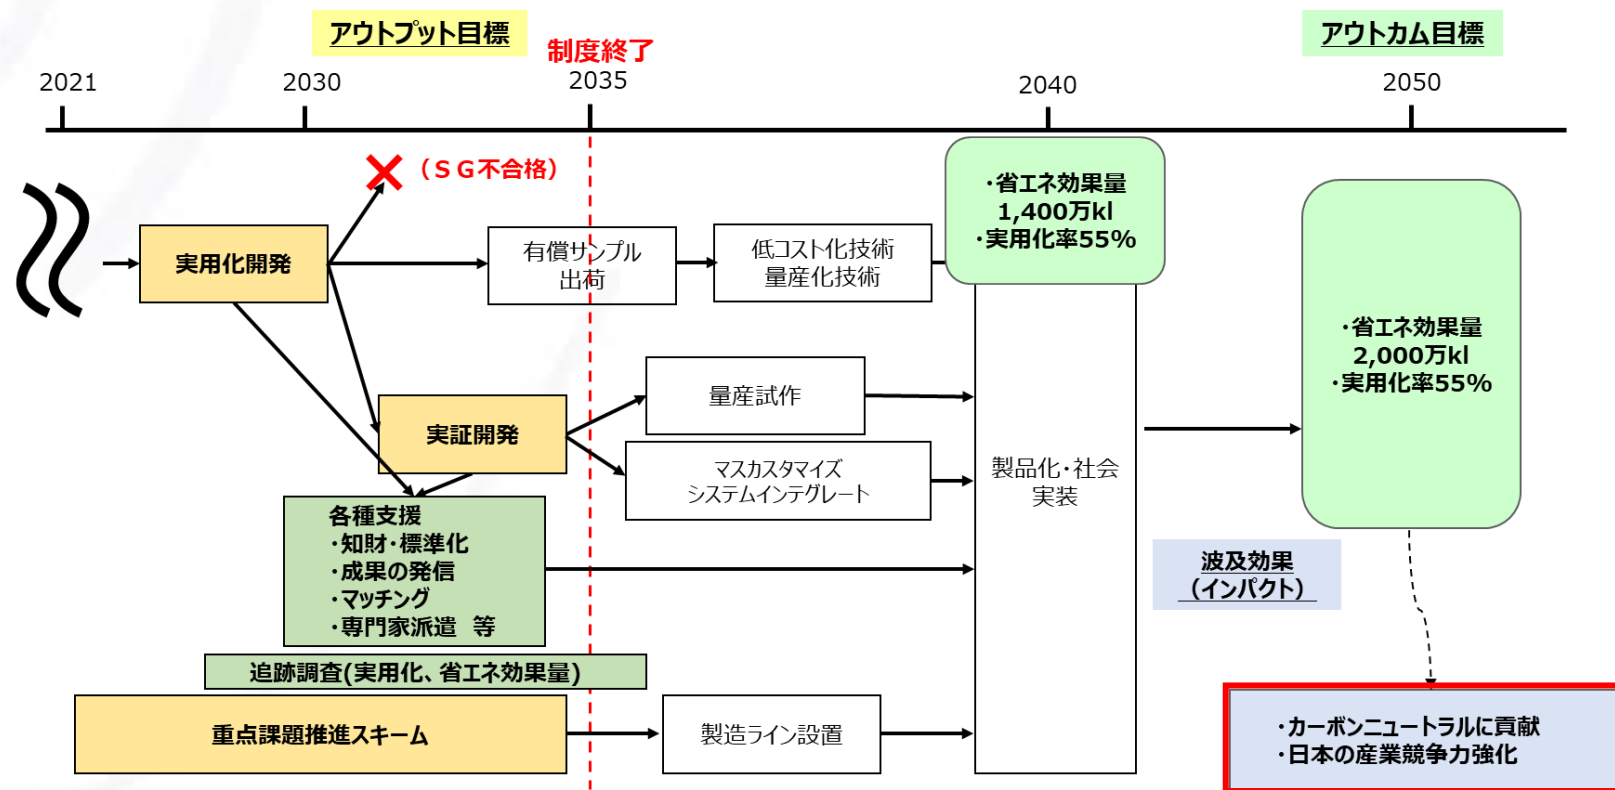 アウトプット目標
制度終了
アウトカム目標
2021
2030
2035
2040
2050
(SG不合格)
・省エネ効果量
1,400万kl
・実用化率55%
実用化開発
有償サンプル
出荷
低コスト化技術
量産化技術
・省エネ効果量
2,000万kl
・実用化率55%
量産試作
実証開発
マスカスタマイズ
システムインテグレート
製品化・社会
実装
各種支援
・知財・標準化
・成果の発信
・マッチング
・専門家派遣 等
波及効果
(インパクト)
追跡調査(実用化、省エネ効果量)
重点課題推進スキーム
製造ライン設置
・カーボンニュートラルに貢献
・日本の産業競争力強化